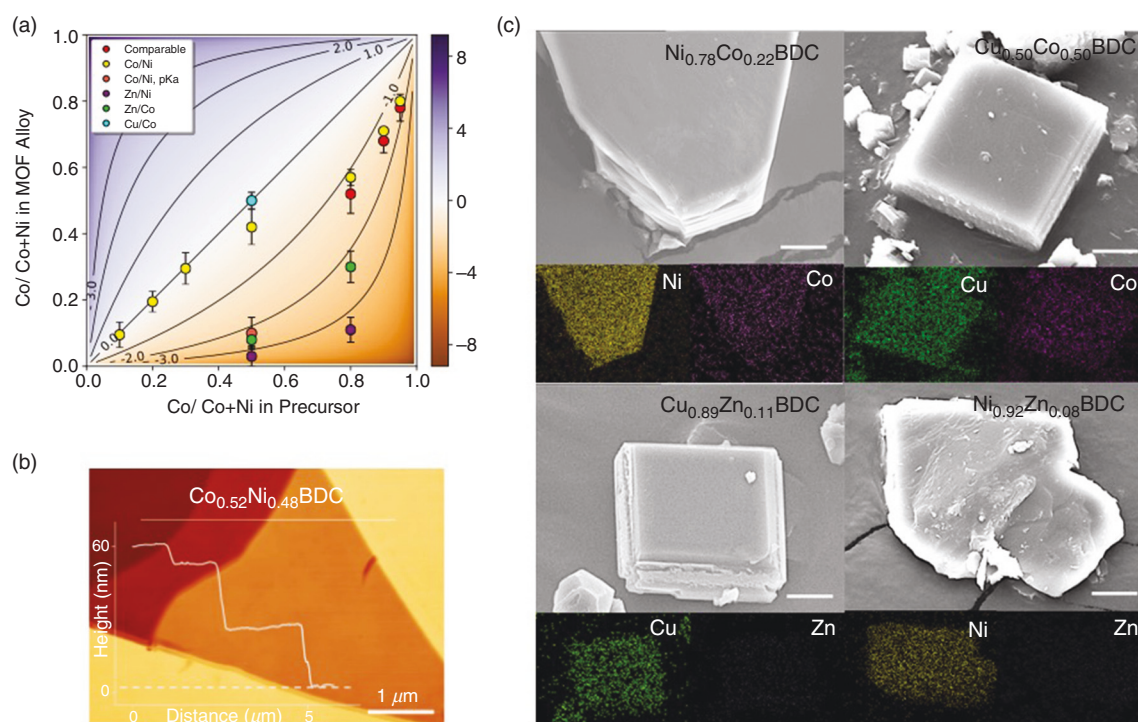 (a)
1.0
0.8
0.6
0.4
0.2
0.0
Co/ Co+Ni in MOF Alloy
Comparable
Co/Ni
Co/Ni, pKa
Zn/Ni
Zn/Co
Cu/Co
2.0
1.0
-1.0
-3.0
0.0
-2.0
-3.0
0.0
0.2
0.4
0.6
0.8
1.0
Co/ Co+Ni in Precursor
8
4
0
−4
−8
(b)
Co0.52Ni0.48BDC
60
0
Height (nm)
0
5
Distance (μm)
1 μm
(c)
Ni0.78Co0.22BDC
Cu0.50Co0.50BDC
Ni
Co
Cu
Co
Cu0.89Zn0.11BDC
Ni0.92Zn0.08BDC
Cu
Zn
Ni
Zn